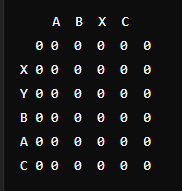 A B X C
0 0 0 0 0 0
X 0 0 0 0 0 0
Y 0 0 0 0 0 0
B 0 0 0 0 0 0
A 0 0 0 0 0 0
C 0 0 0 0 0 0